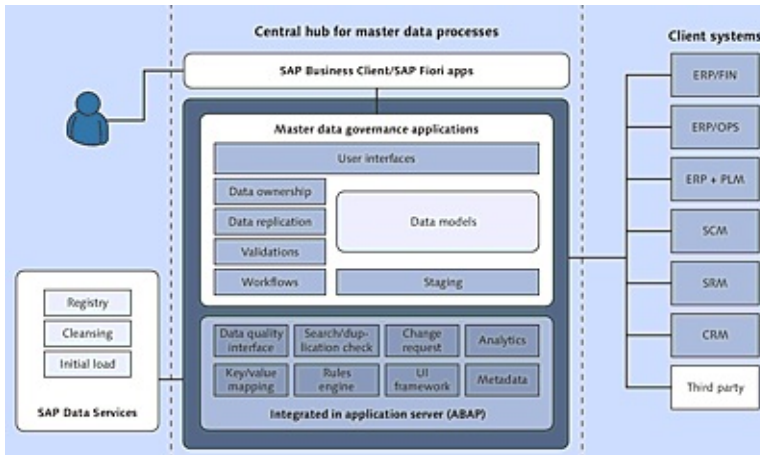 Central hub for master data processes
Client systems
SAP Business Client/SAP Fiori apps
ERP/FIN
ERP/OPS
ERP + PLM
SCM
SRM
CRM
Third party
Master data governance applications
User interfaces
Data ownership
Data replication
Validations
Workflows
Data models
Staging
Registry
Cleansing
Initial load
SAP Data Services
Data quality
interface
Search/dup-
lication check
Change
request
Analytics
Key/value
mapping
Rules
engine
UI
framework
Metadata
Integrated in application server (ABAP)